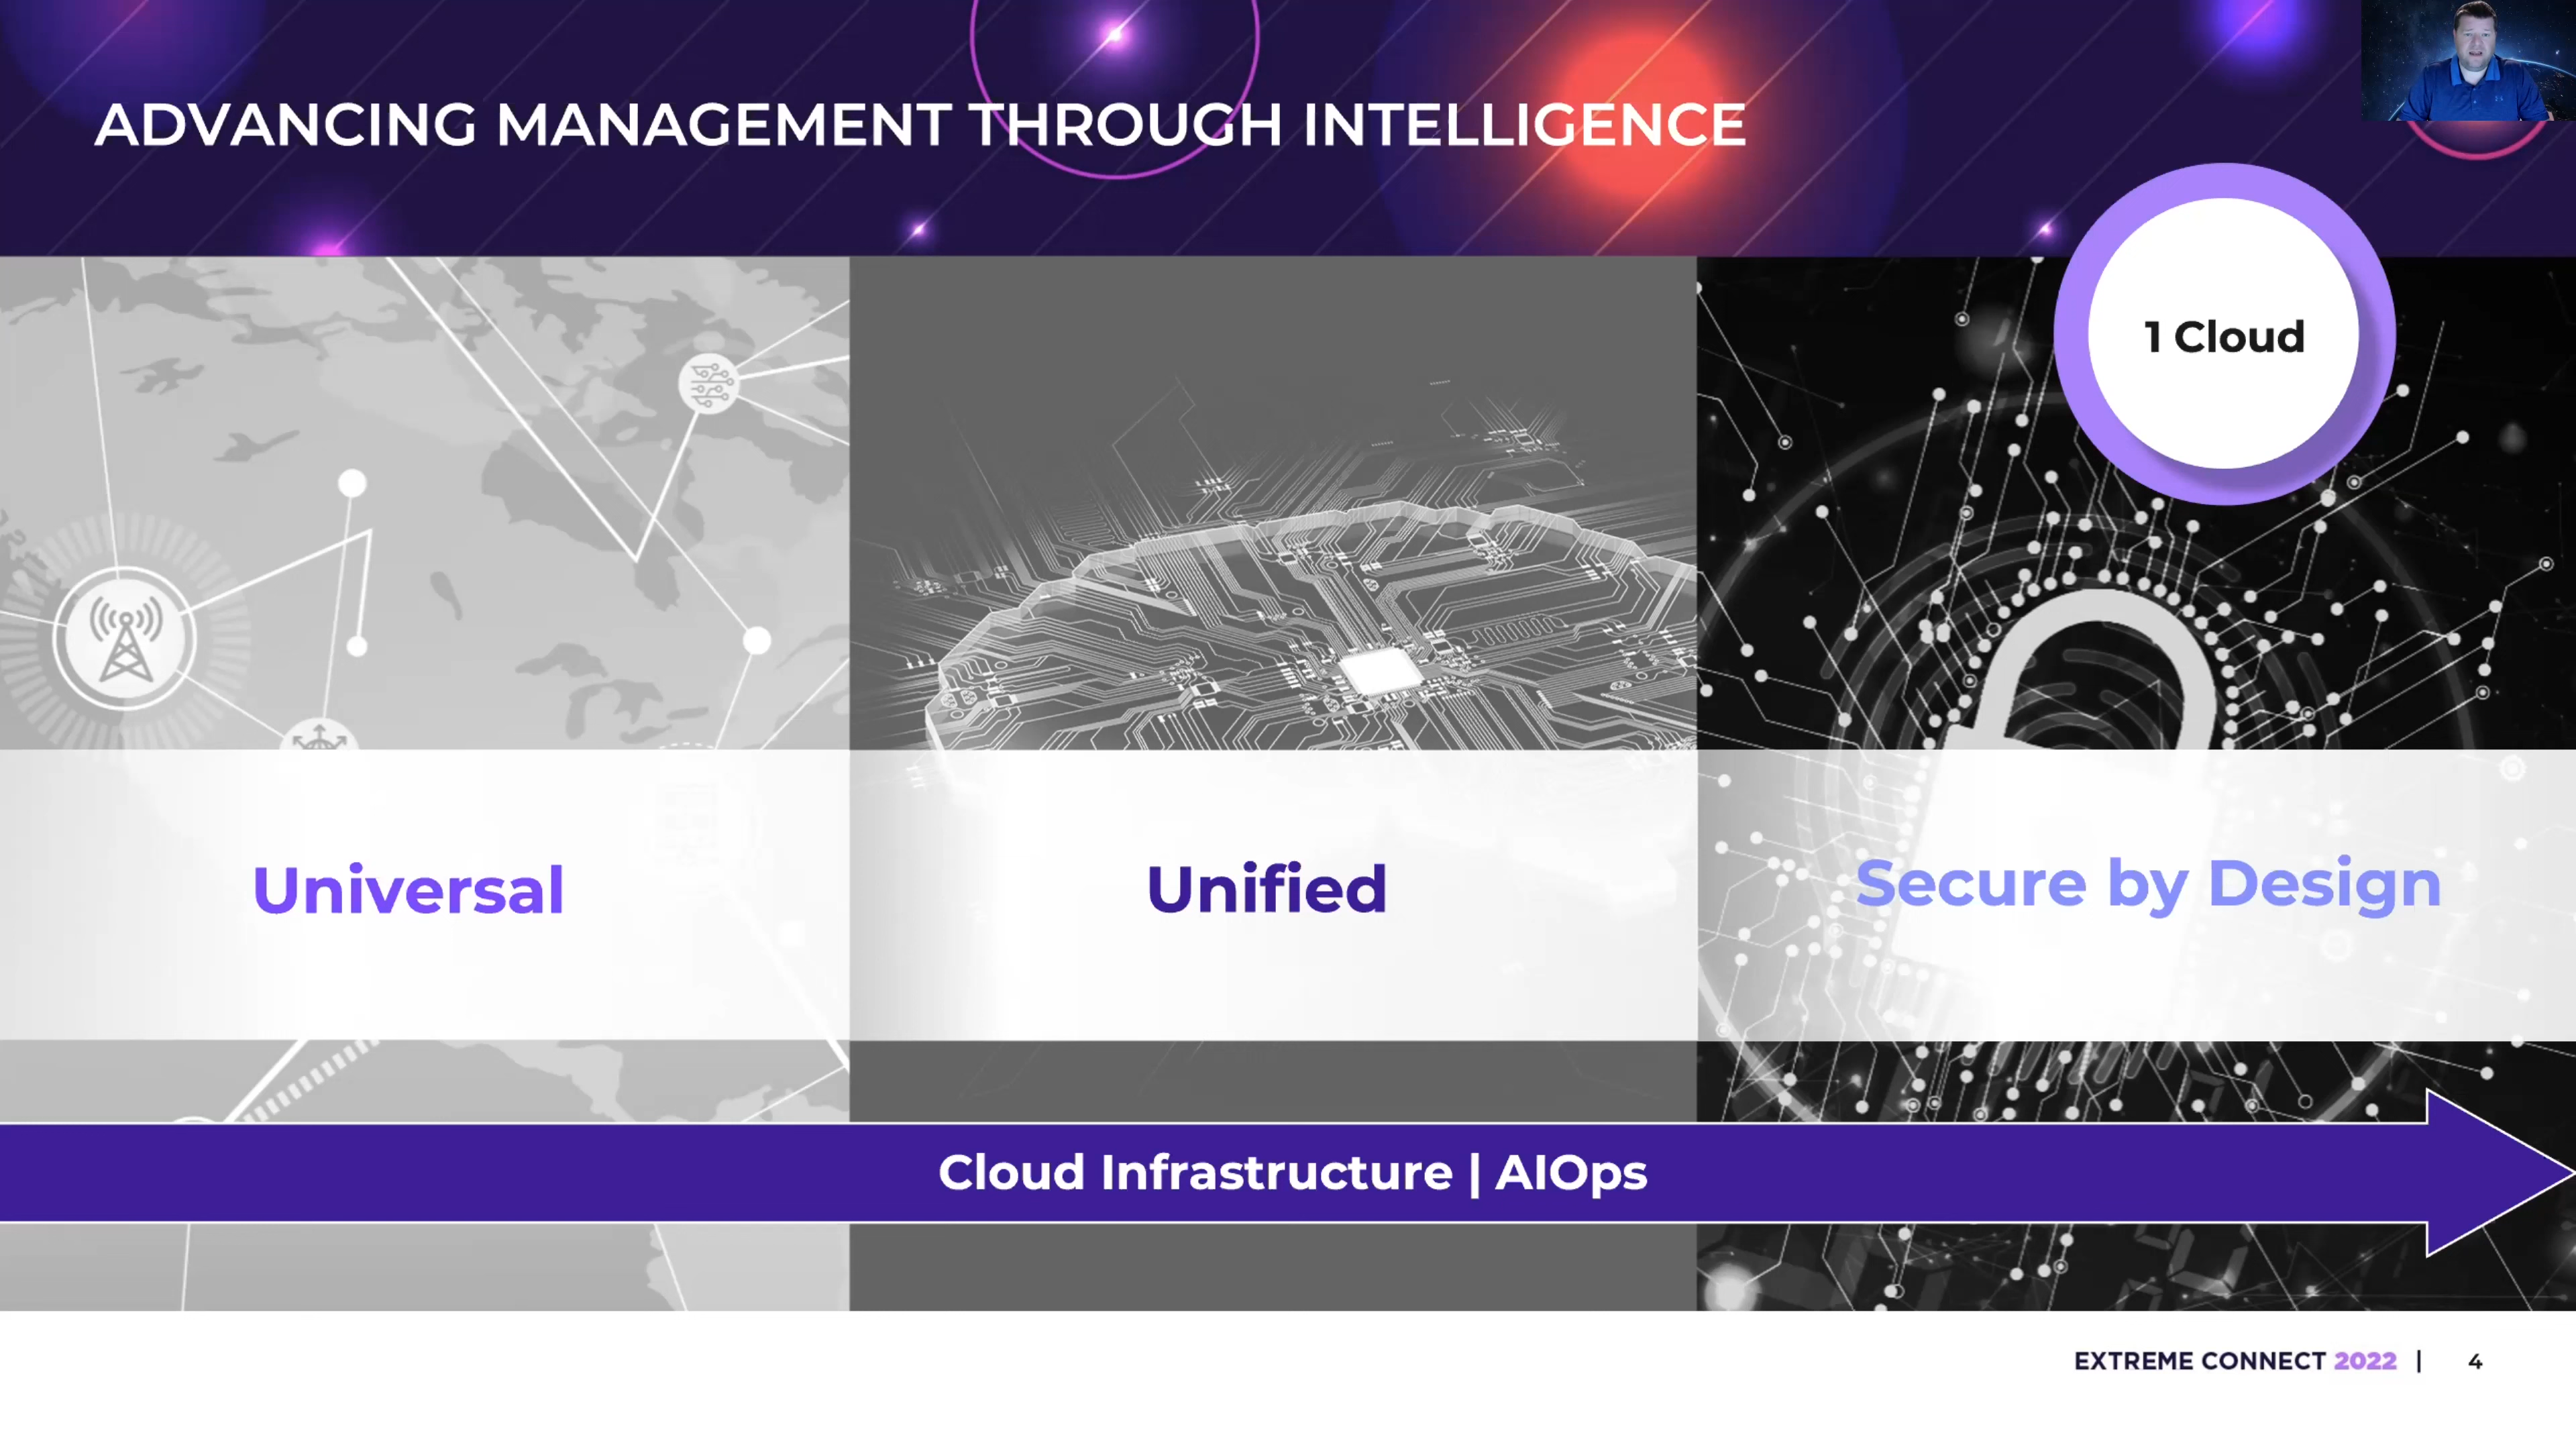 ADVANCING MANAGEMENT THROUGH INTELLIGENCE
1 Cloud
Universal
Unified
Secure by Design
Cloud Infrastructure | AIOps
EXTREME CONNECT 2022 | 4